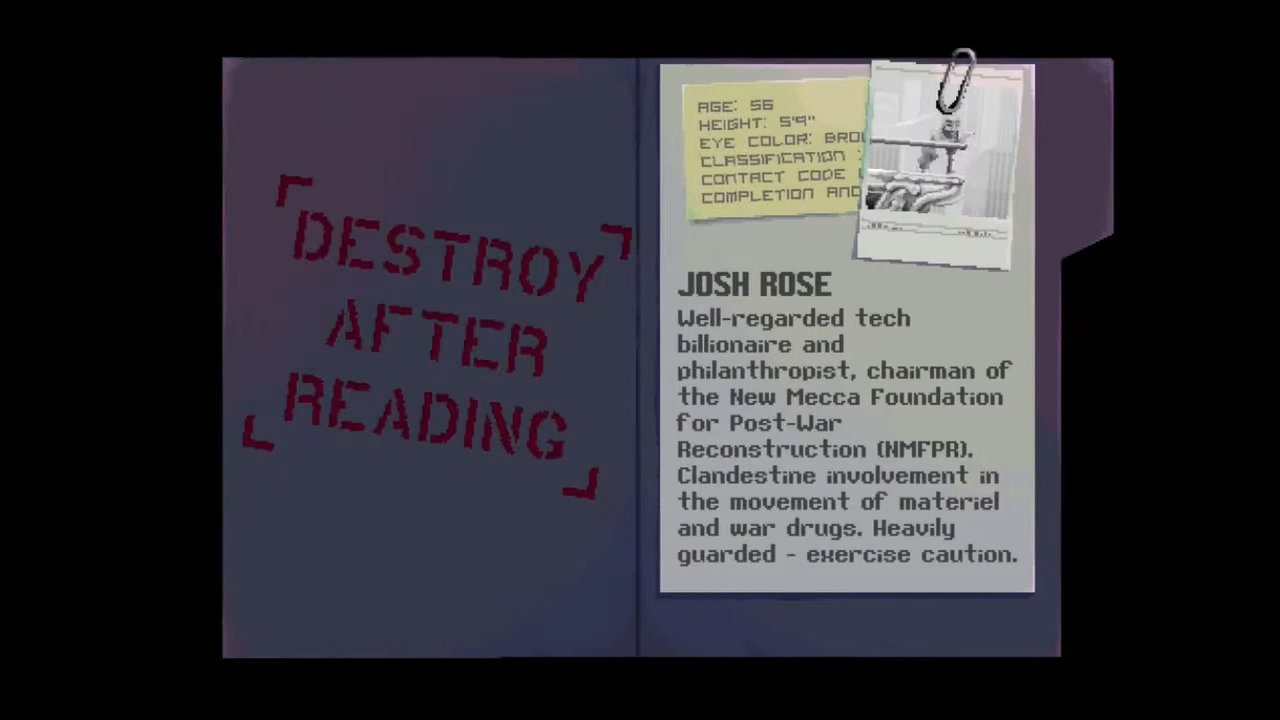 DESTROY
AFTER
READING
AGE: 56
HEIGHT: 5'9"
EYE COLOR:
CLASSIFICATION
CONTACT CODE
COMPLETION AND
JOSH ROSE
Well-regarded tech
billionaire and
philanthropist, chairman of
the New Mecca Foundation
for Post-War
Reconstruction (NMFPR).
Clandestine involvement in
the movement of materiel
and war drugs. Heavily
guarded - exercise caution.